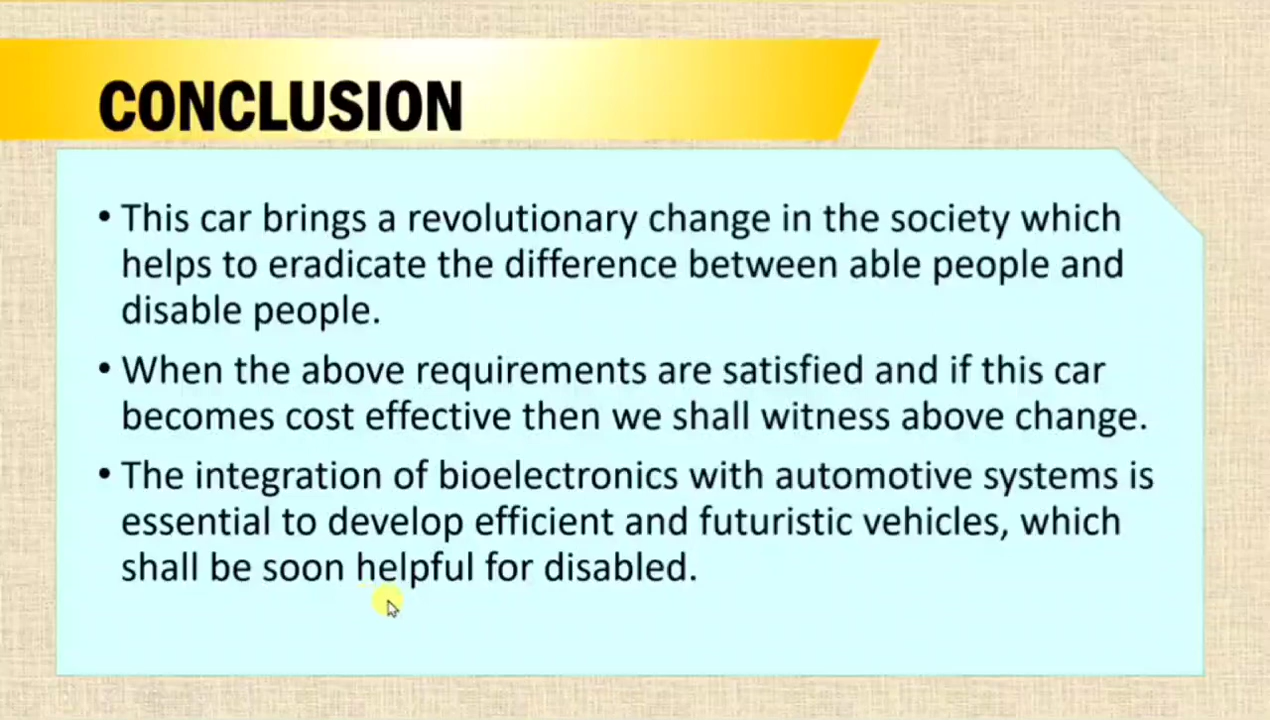 CONCLUSION
• This car brings a revolutionary change in the society which
helps to eradicate the difference between able people and
disable people.
• When the above requirements are satisfied and if this car
becomes cost effective then we shall witness above change.
• The integration of bioelectronics with automotive systems is
essential to develop efficient and futuristic vehicles, which
shall be soon helpful for disabled.